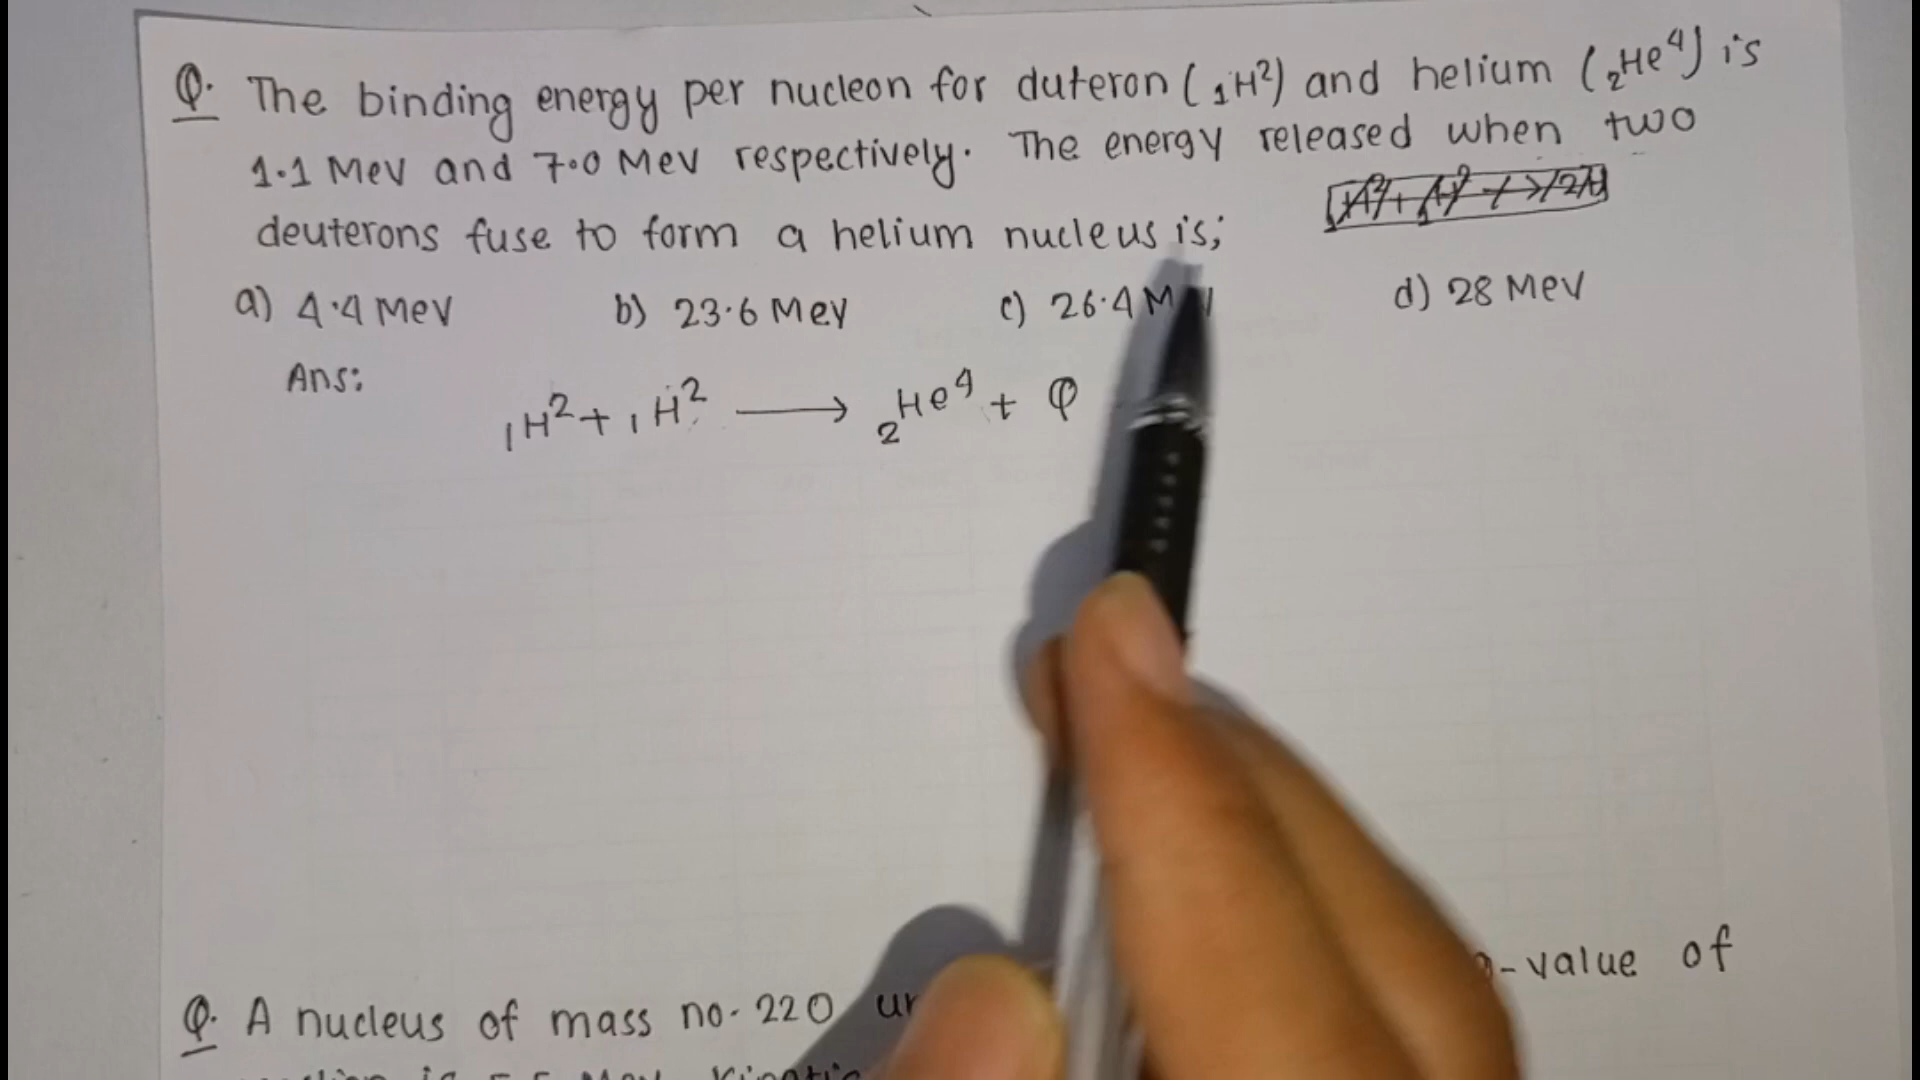 Q. The binding energy per nucleon for duteron (₁H²) and helium (₂He⁴) is
1.1 Mev and 7.0 Mev respectively. The energy released when two
deuterons fuse to form a helium nucleus is;
a) 4.4 Mev b) 23.6 Mev c) 26.4 M d) 28 Mev
Ans:
₁H² + ₁H² ⟶ ₂He⁴ + Q
-value of
Q. A nucleus of mass no. 220